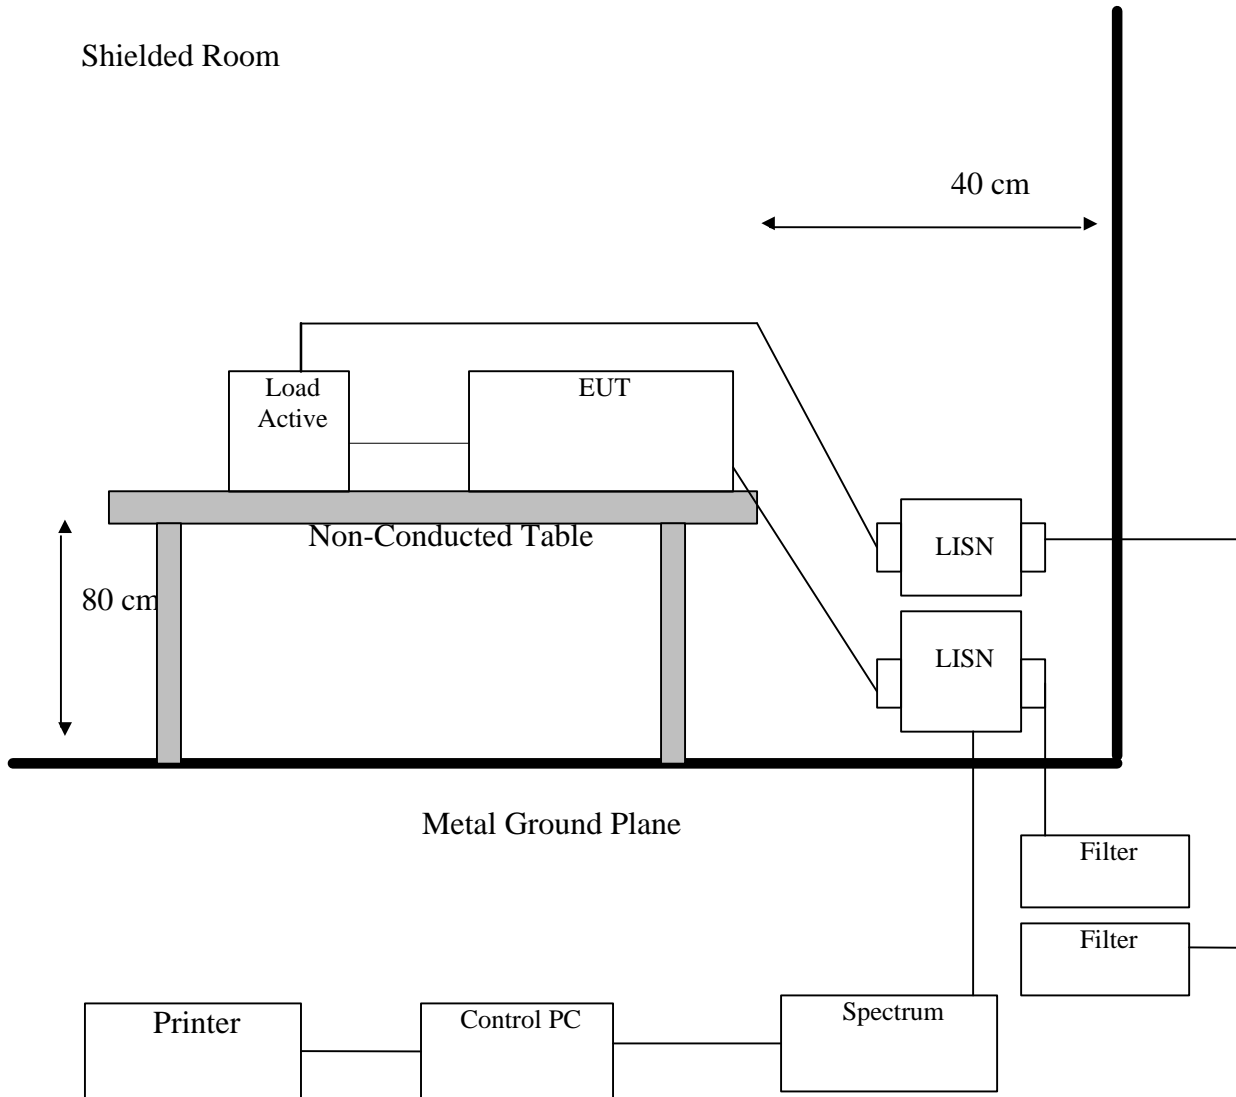 Shielded Room
40 cm
Load
Active
EUT
Non-Conducted Table
LISN
80 cm
LISN
Metal Ground Plane
Filter
Filter
Printer
Control PC
Spectrum